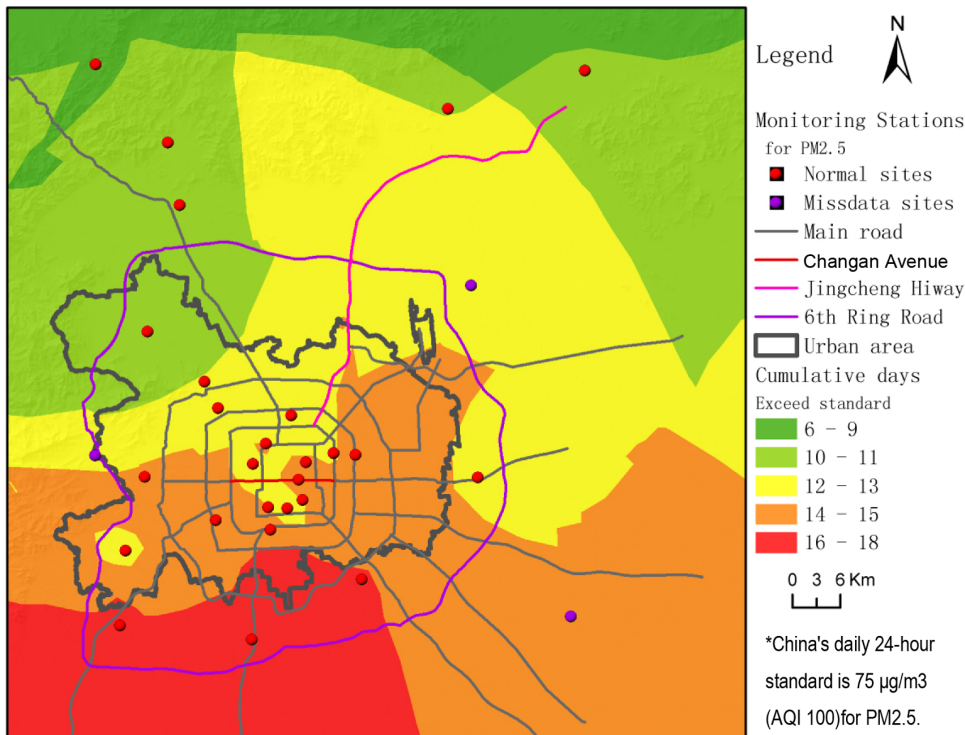 N
Legend
Monitoring Stations
for PM2.5
Normal sites
Missdata sites
Main road
Changan Avenue
Jingcheng Hiway
6th Ring Road
Urban area
Cumulative days
Exceed standard
6 - 9
10 - 11
12 - 13
14 - 15
16 - 18
0 3 6 Km
*China's daily 24-hour
standard is 75 µg/m3
(AQI 100)for PM2.5.